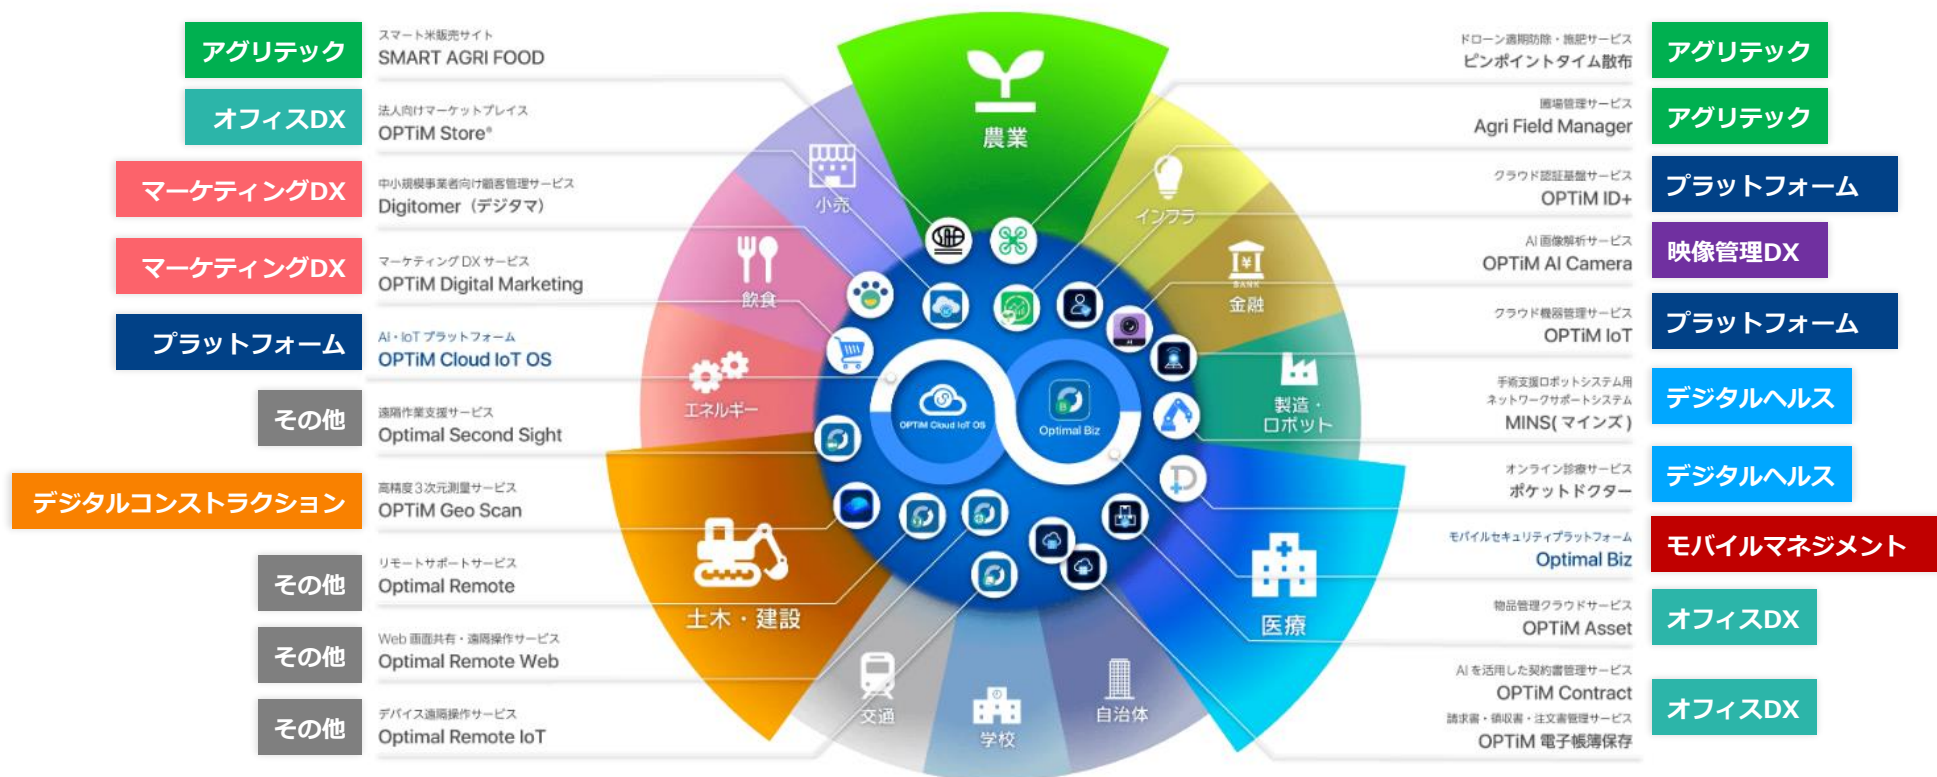 アグリテック
スマート米販売サイト
SMART AGRI FOOD
オフィスDX
法人向けマーケットプレイス
OPTiM Store®
マーケティングDX
中小規模事業者向け顧客管理サービス
Digitomer（デジタマ）
マーケティングDX
マーケティング DX サービス
OPTiM Digital Marketing
プラットフォーム
AI・IoT プラットフォーム
OPTiM Cloud IoT OS
その他
遠隔作業支援サービス
Optimal Second Sight
デジタルコンストラクション
高精度3次元測量サービス
OPTiM Geo Scan
その他
リモートサポートサービス
Optimal Remote
その他
Web 画面共有・遠隔操作サービス
Optimal Remote Web
その他
デバイス遠隔操作サービス
Optimal Remote IoT
農業
小売
インフラ
飲食
BANK
金融
エネルギー
製造・
ロボット
土木・建設
医療
交通
学校
自治体
OPTiM Cloud IoT OS
Optimal Biz
AI
ドローン適期防除・施肥サービス
ピンポイントタイム散布
アグリテック
圃場管理サービス
Agri Field Manager
アグリテック
クラウド認証基盤サービス
OPTiM ID+
プラットフォーム
AI 画像解析サービス
OPTiM AI Camera
映像管理DX
クラウド機器管理サービス
OPTiM IoT
プラットフォーム
手術支援ロボットシステム用
ネットワークサポートシステム
MINS( マインズ )
デジタルヘルス
オンライン診療サービス
ポケットドクター
デジタルヘルス
モバイルセキュリティプラットフォーム
Optimal Biz
モバイルマネジメント
物品管理クラウドサービス
OPTiM Asset
オフィスDX
AI を活用した契約書管理サービス
OPTiM Contract
請求書・領収書・注文書管理サービス
OPTiM 電子帳簿保存
オフィスDX